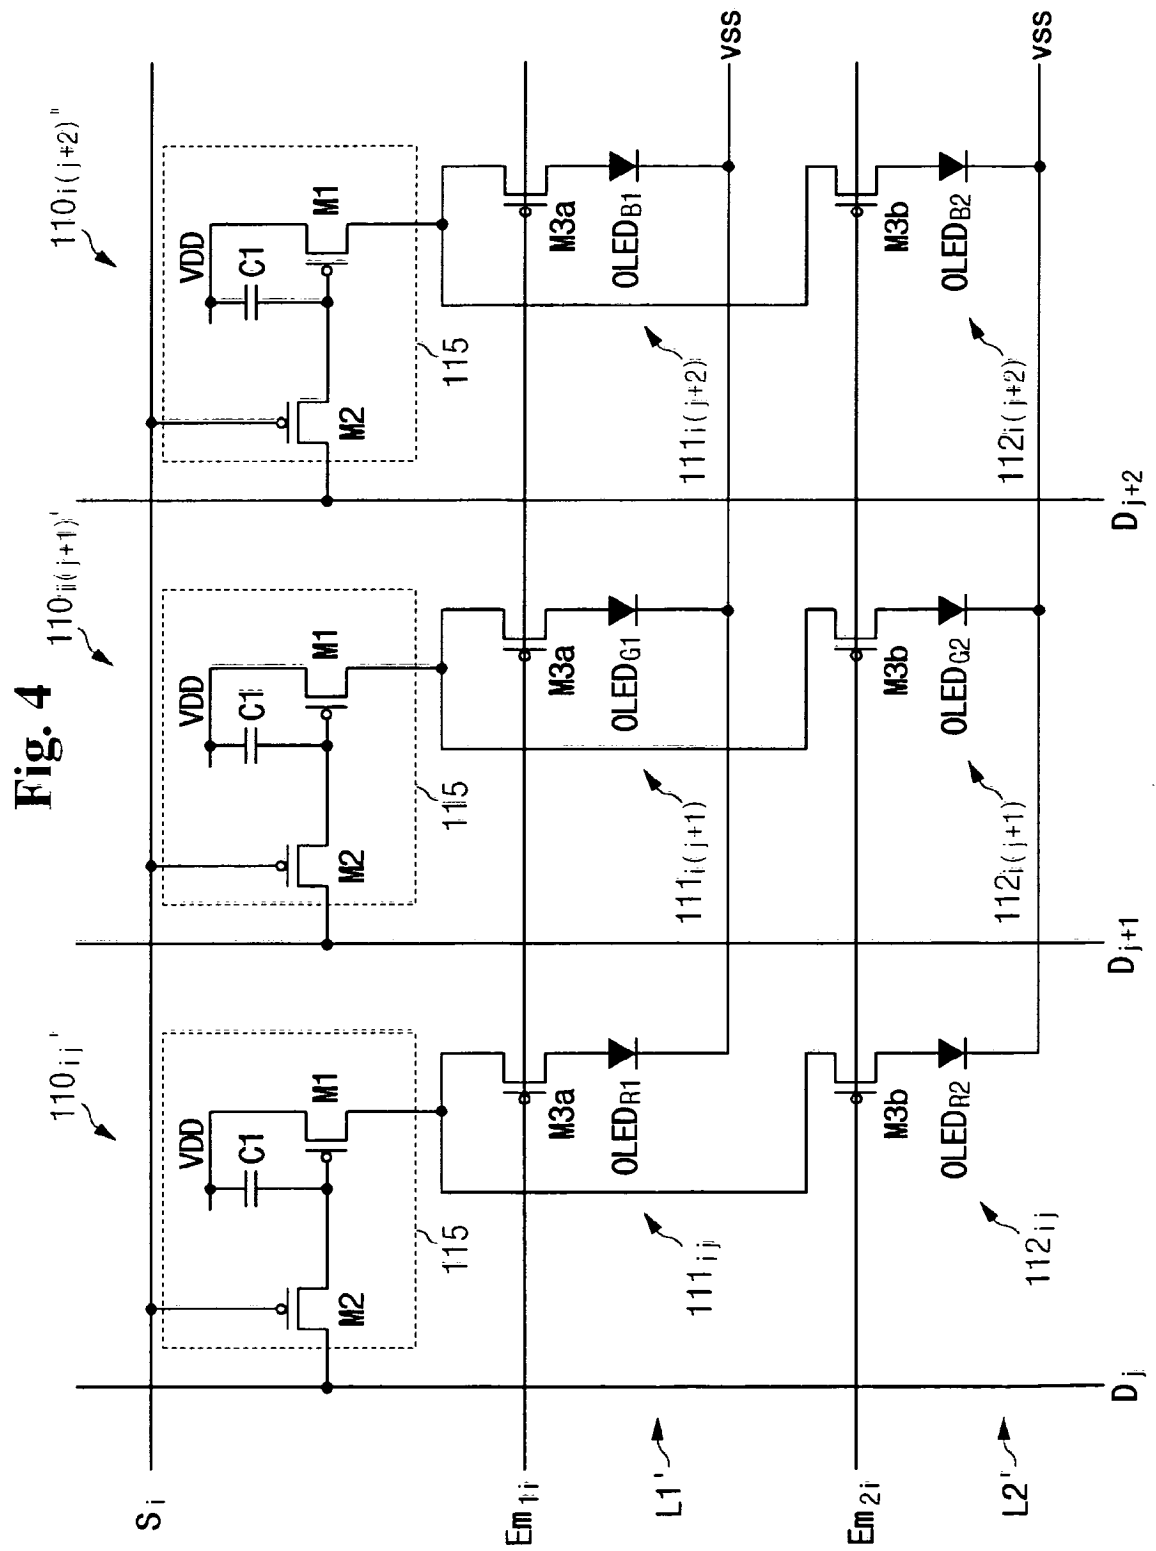 Fig. 4
110ij' 110ii(j+1)' 110i(j+2)"
Si
VDD VDD VDD
C1 C1 C1
M1 M1 M1
M2 M2 M2
115 115 115
Em1i
M3a M3a M3a
OLEDR1 OLEDG1 OLEDB1
L1' 111ij 111i(j+1) 111i(j+2)
VSS
Em2i
M3b M3b M3b
OLEDR2 OLEDG2 OLEDB2
L2' 112ij 112i(j+1) 112i(j+2)
VSS
Dj Dj+1 Dj+2